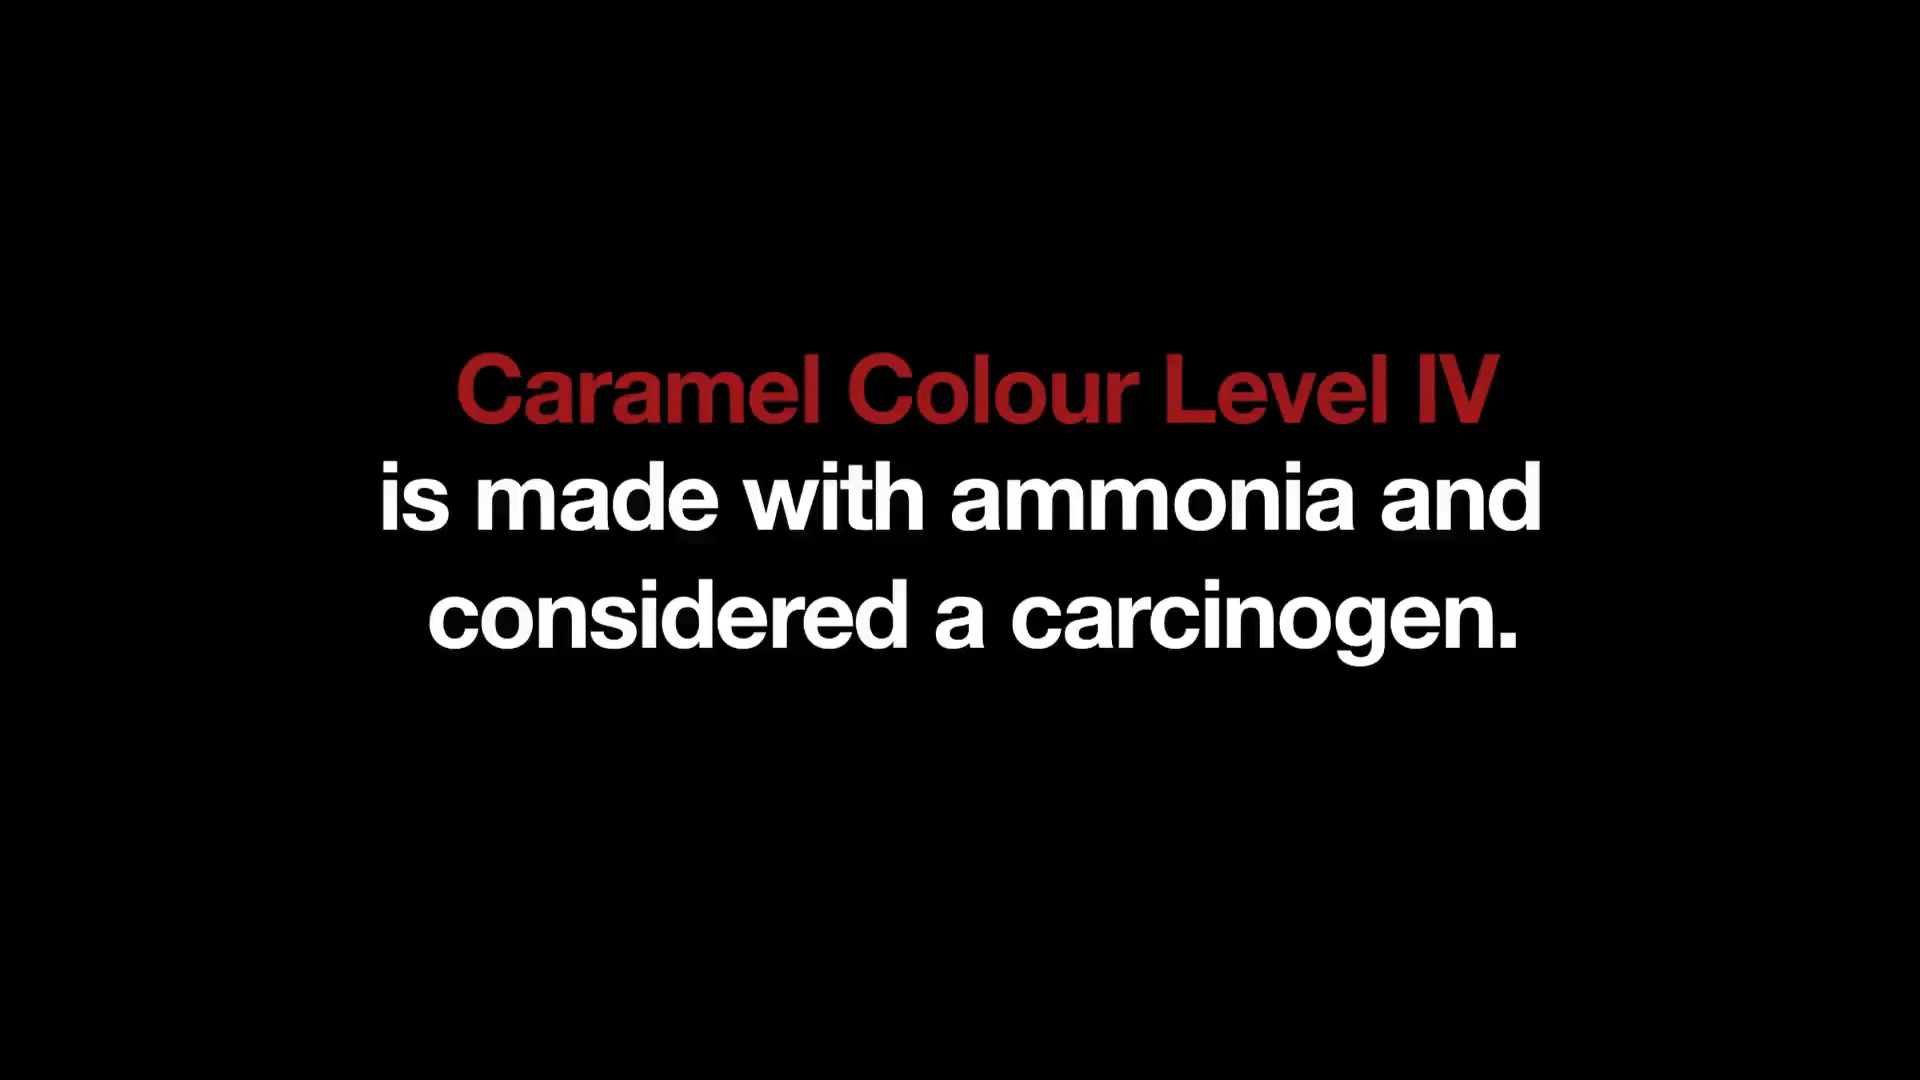 Caramel Colour Level IV
is made with ammonia and
considered a carcinogen.